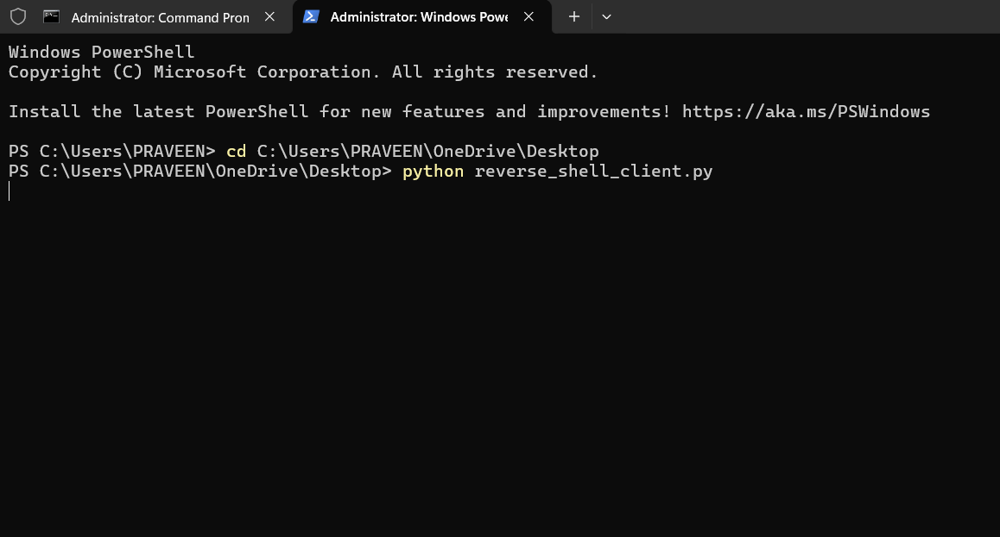 Administrator: Command Pron
Administrator: Windows Powe
Windows PowerShell
Copyright (C) Microsoft Corporation. All rights reserved.
Install the latest PowerShell for new features and improvements! https://aka.ms/PSWindows
PS C:\Users\PRAVEEN> cd C:\Users\PRAVEEN\OneDrive\Desktop
PS C:\Users\PRAVEEN\OneDrive\Desktop> python reverse_shell_client.py